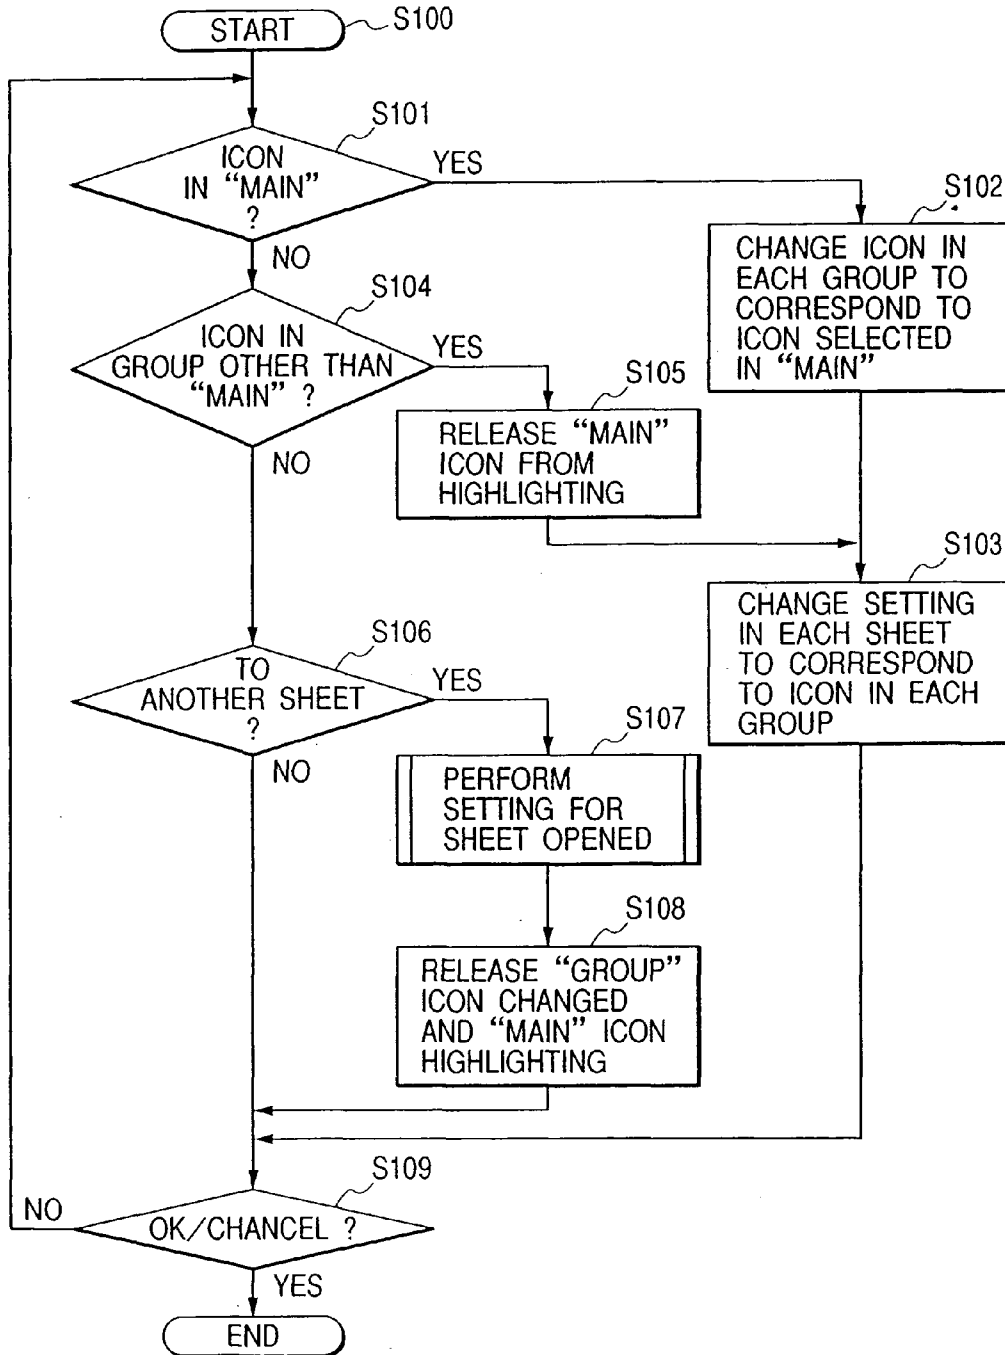 START
S100
S101
ICON
IN “MAIN”
?
YES
NO
S102
CHANGE ICON IN
EACH GROUP TO
CORRESPOND TO
ICON SELECTED
IN “MAIN”
S104
ICON IN
GROUP OTHER THAN
“MAIN” ?
YES
NO
S105
RELEASE “MAIN”
ICON FROM
HIGHLIGHTING
S103
CHANGE SETTING
IN EACH SHEET
TO CORRESPOND
TO ICON IN EACH
GROUP
S106
TO
ANOTHER SHEET
?
YES
NO
S107
PERFORM
SETTING FOR
SHEET OPENED
S108
RELEASE “GROUP”
ICON CHANGED
AND “MAIN” ICON
HIGHLIGHTING
S109
OK/CHANCEL ?
NO
YES
END